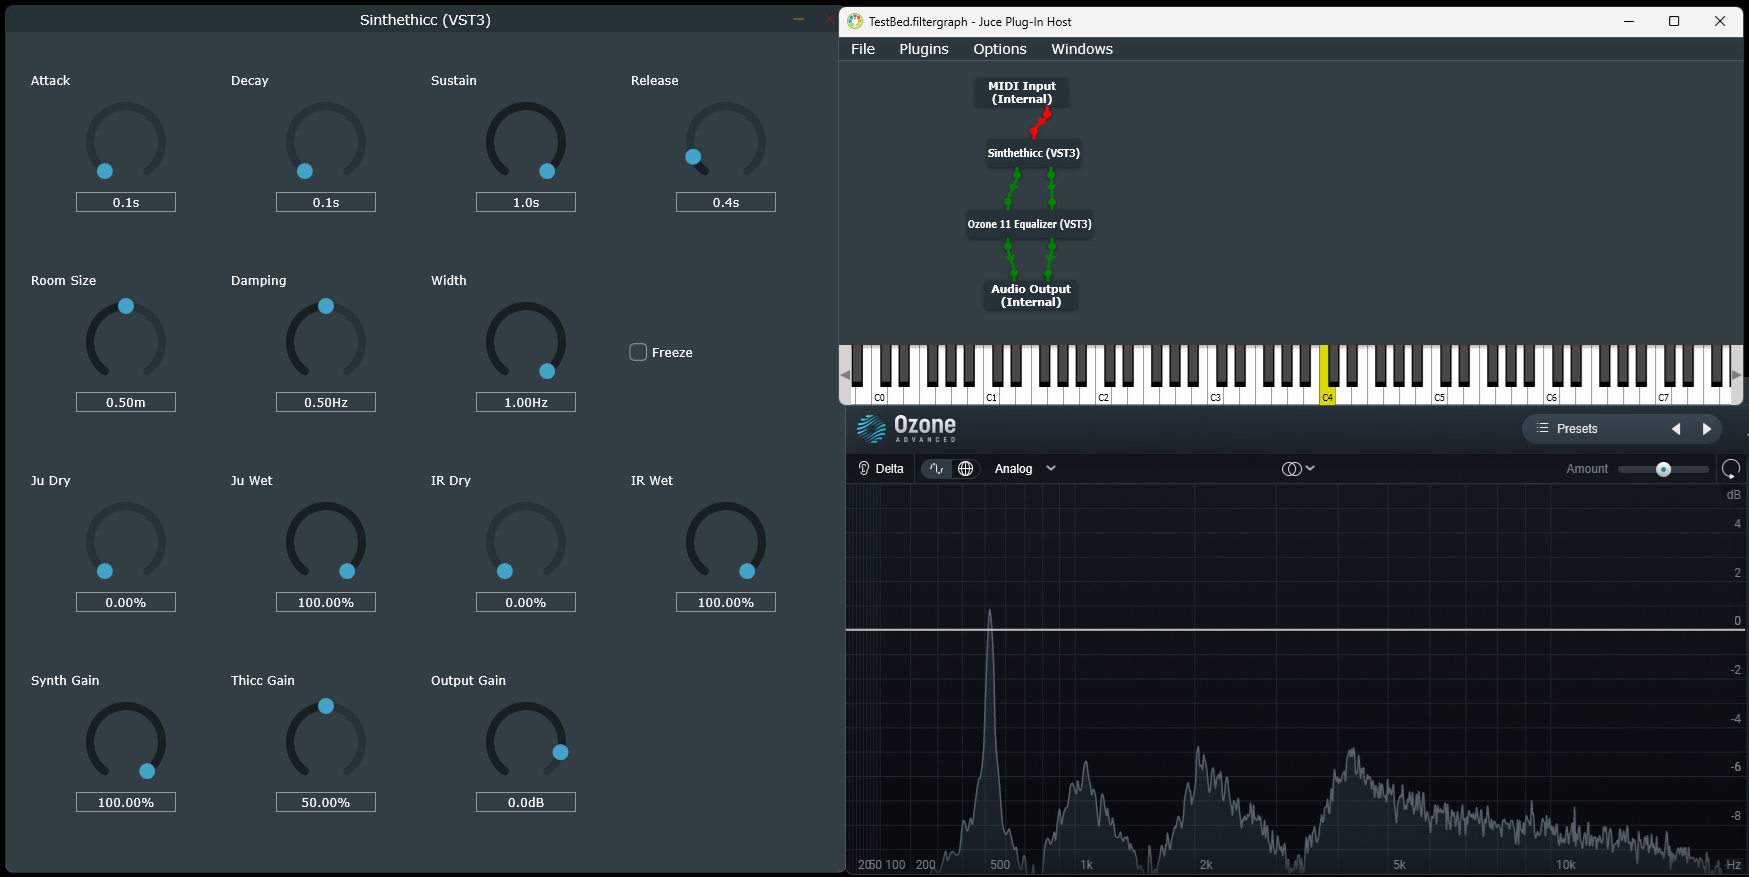 Sinthethicc (VST3)
Attack
Decay
Sustain
Release
0.1s
0.1s
1.0s
0.4s
Room Size
Damping
Width
Freeze
0.50m
0.50Hz
1.00Hz
Ju Dry
Ju Wet
IR Dry
IR Wet
0.00%
100.00%
0.00%
100.00%
Synth Gain
Thicc Gain
Output Gain
100.00%
50.00%
0.0dB
TestBed.filtergraph - Juce Plug-In Host
File Plugins Options Windows
MIDI Input
(Internal)
Sinthethicc (VST3)
Ozone 11 Equalizer (VST3)
Audio Output
(Internal)
C0 C1 C2 C3 C4 C5 C6 C7
Ozone
ADVANCED
Presets
Delta
Analog
Amount
dB
4
2
0
-2
-4
-6
-8
20 50 100 200 500 1k 2k 5k 10k Hz